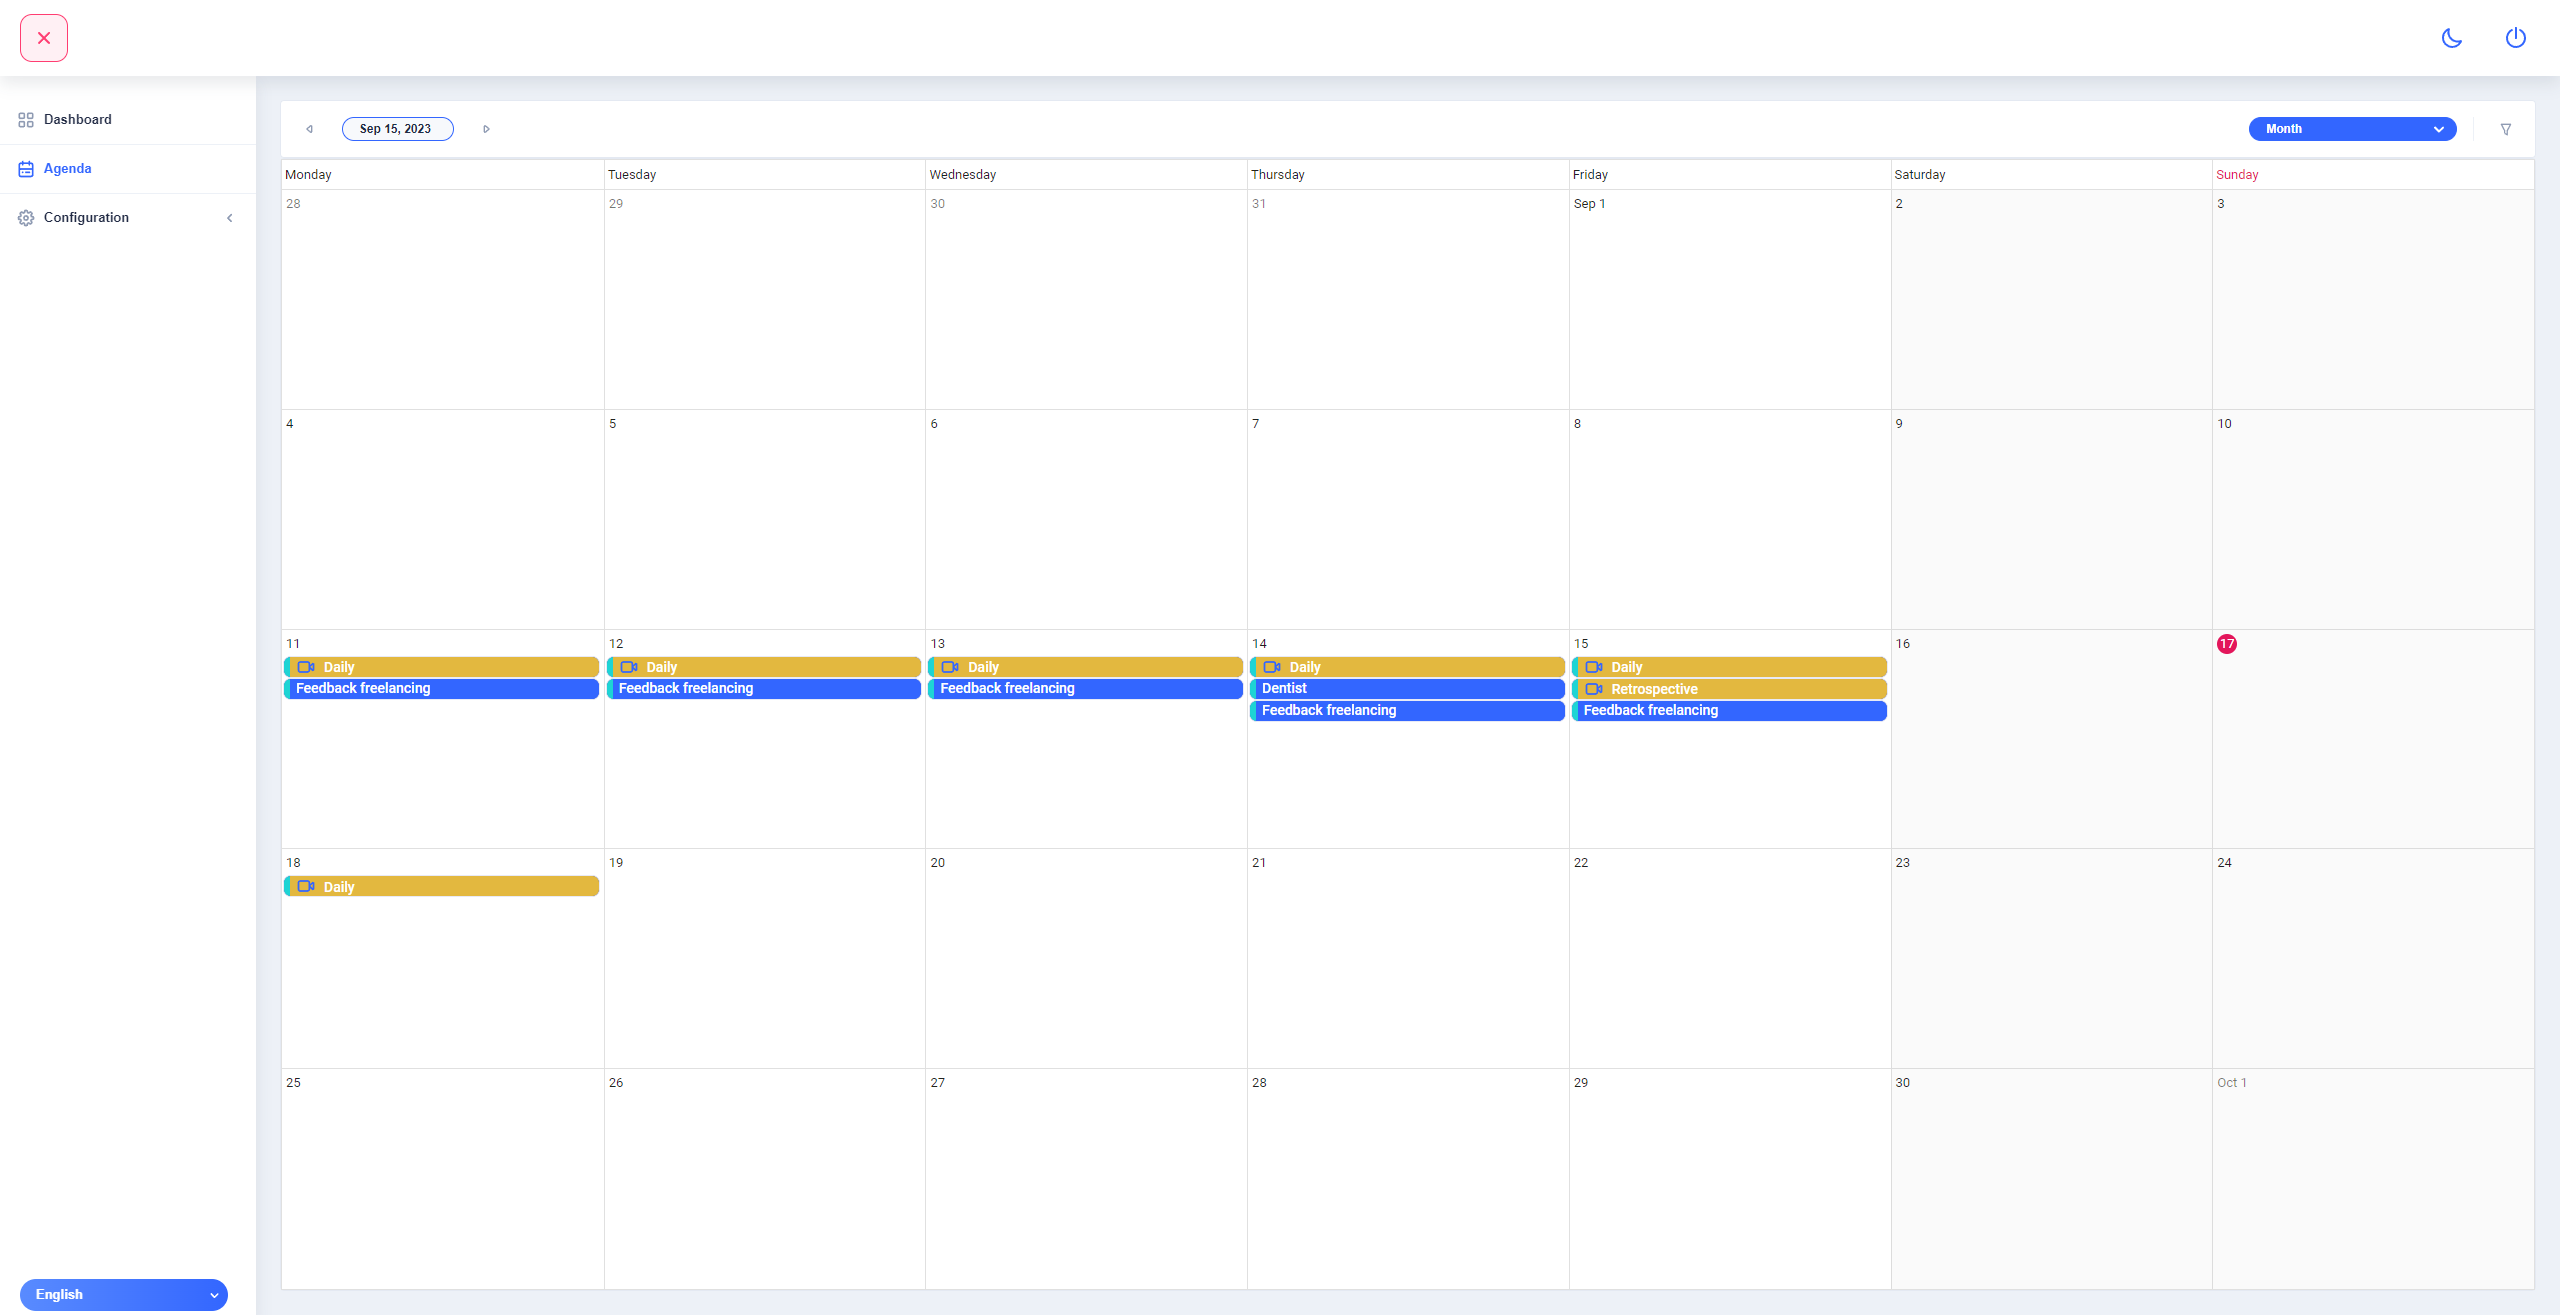 Dashboard
Agenda
Configuration
English
Sep 15, 2023
Month
Monday Tuesday Wednesday Thursday Friday Saturday Sunday
28 29 30 31 Sep 1 2 3
4 5 6 7 8 9 10
11 12 13 14 15 16 17
Daily Daily Daily Daily Daily
Feedback freelancing Feedback freelancing Feedback freelancing Dentist Retrospective
Feedback freelancing Feedback freelancing
18 19 20 21 22 23 24
Daily
25 26 27 28 29 30 Oct 1